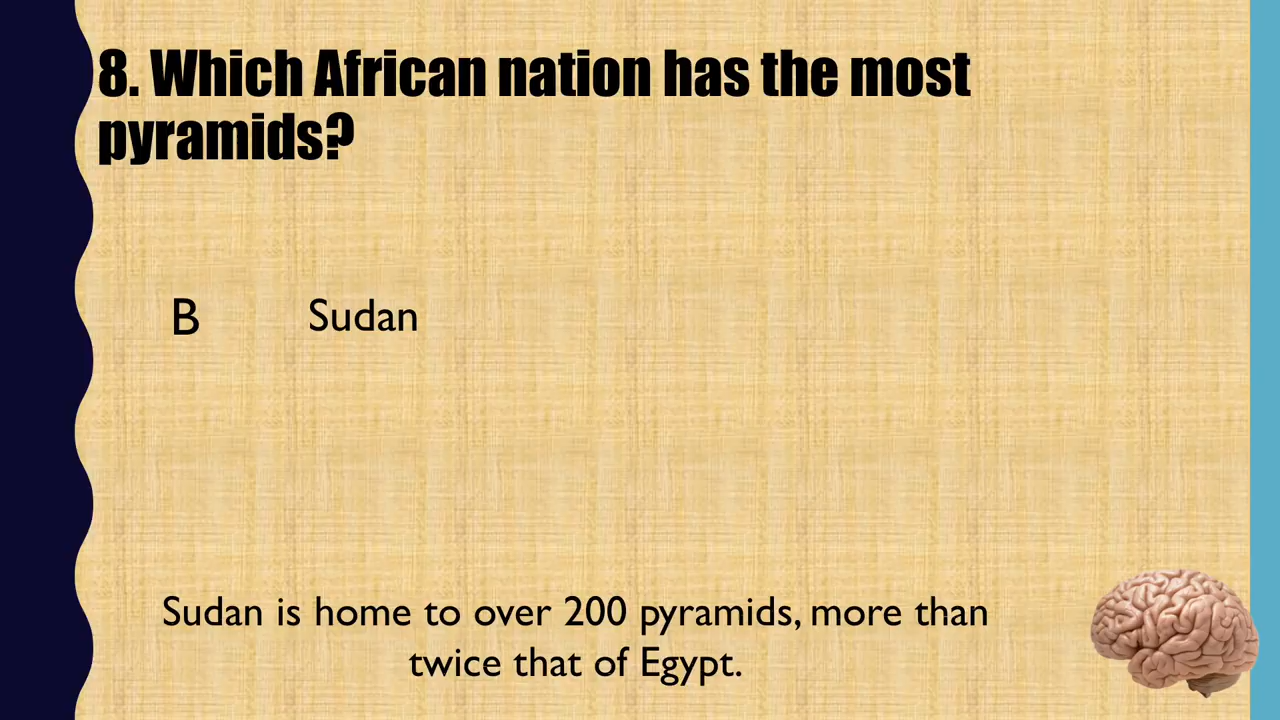 8. Which African nation has the most
pyramids?
B Sudan
Sudan is home to over 200 pyramids, more than
twice that of Egypt.